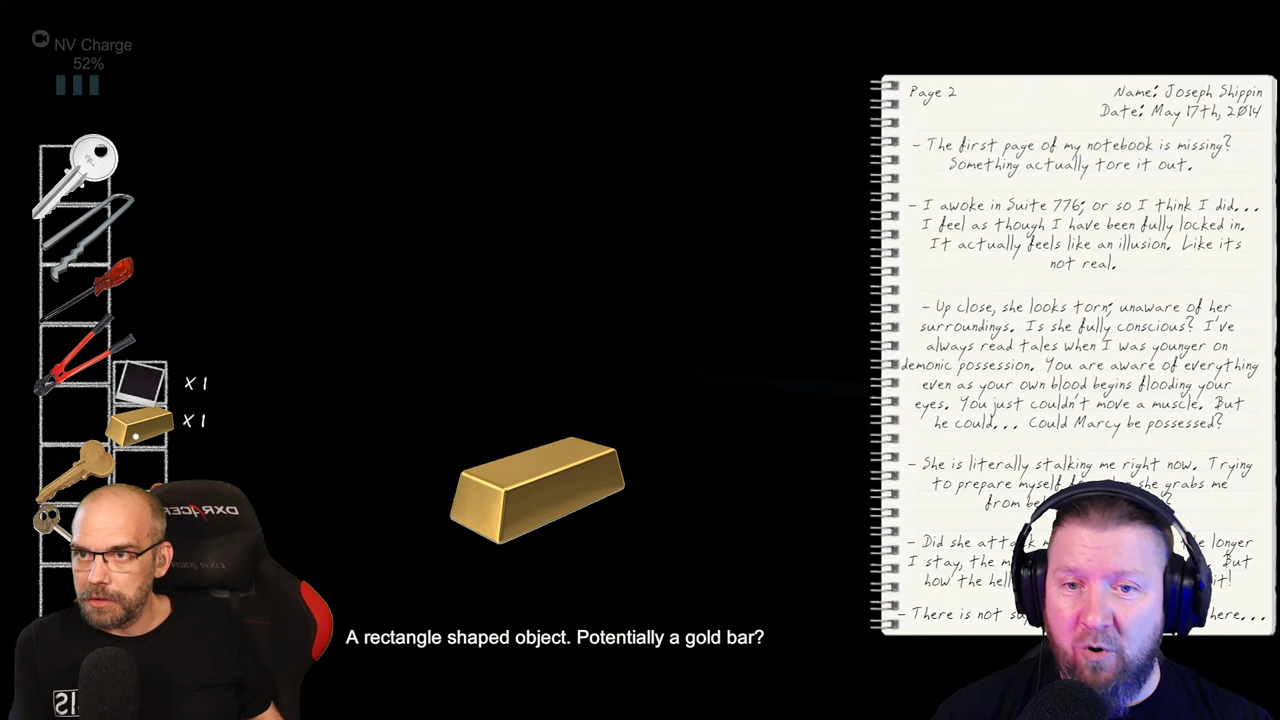 NV Charge
52%
X 1
X 1
Page 2
Name: Joseph Shippin
Date: May 17th, 2014
- The first page of my notebook is missing?
Something actually tore it out.
- I awoke in Suite 776; or so I think I did...
I feel as though I have been fully locked in.
It actually feels like an illusion. Like its
not real.
- Up close, she looks torn; unaware of her
surroundings. Is she fully conscious? I've
always read tales when I was younger on
demonic possession. You are aware of everything
even as your own blood begins flooding your
eyes. You just couldn't move a muscle. But
he could... Could Marcy be possessed?
- She is literally stalking me right now. Trying
to prepare myself she grabs me
from
- Did she longer
I stay, the
how the
- There is not
DXRACER
A rectangle shaped object. Potentially a gold bar?